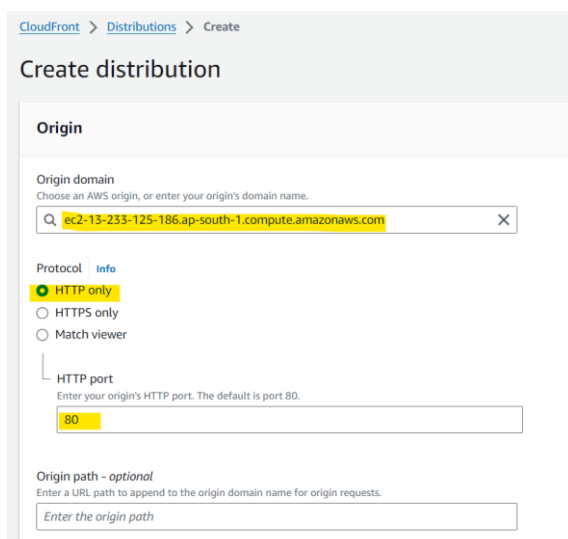 CloudFront > Distributions > Create
Create distribution
Origin
Origin domain
Choose an AWS origin, or enter your origin's domain name.
ec2-13-233-125-186.ap-south-1.compute.amazonaws.com
Protocol Info
HTTP only
HTTPS only
Match viewer
HTTP port
Enter your origin's HTTP port. The default is port 80.
80
Origin path - optional
Enter a URL path to append to the origin domain name for origin requests.
Enter the origin path